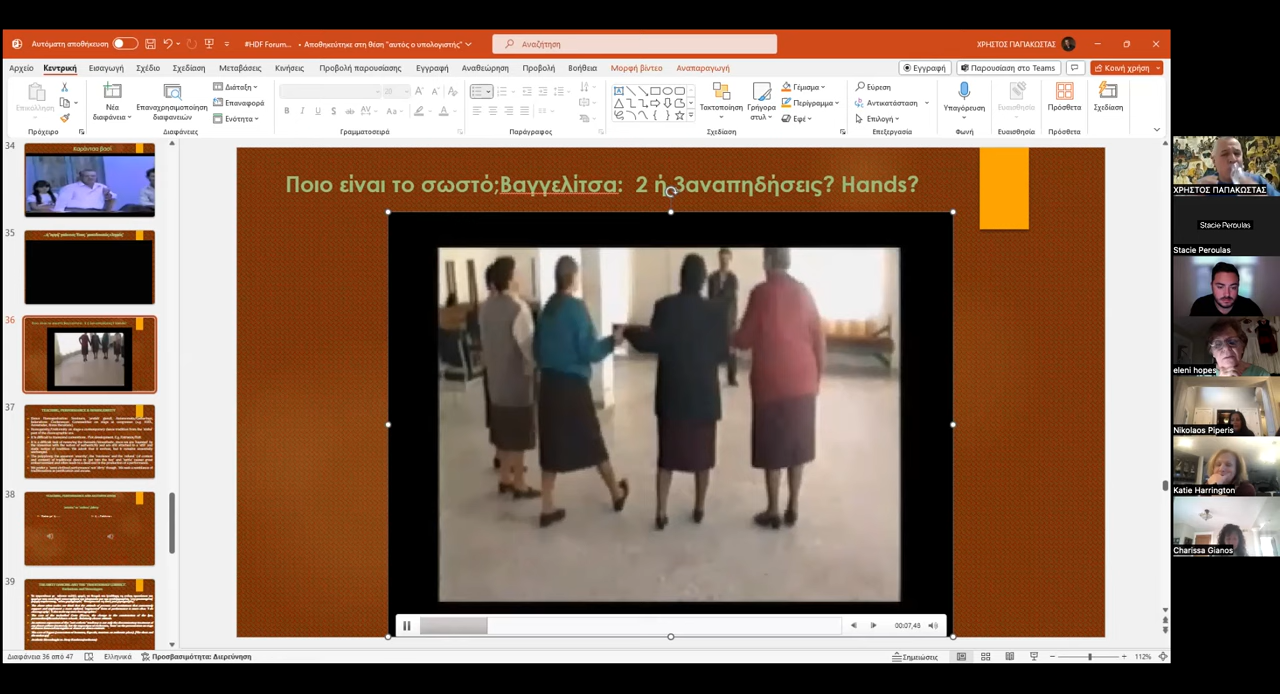 Αυτόματη αποθήκευση
#HDF Forum... • Αποθηκεύτηκε στη θέση "αυτός ο υπολογιστής"
Αναζήτηση
ΧΡΗΣΤΟΣ ΠΑΠΑΚΩΣΤΑΣ
Αρχείο Κεντρική Εισαγωγή Σχέδιο Σχεδίαση Μεταβάσεις Κινήσεις Προβολή παρουσίασης Εγγραφή Αναθεώρηση Προβολή Βοήθεια Μορφή βίντεο Αναπαραγωγή
Εγγραφή Παρουσίαση στο Teams Κοινή χρήση
Επικόλληση
Νέα διαφάνεια
Επαναχρησιμοποίηση διαφανειών
Διάταξη
Επαναφορά
Ενότητα
Τακτοποίηση
Γρήγορα στυλ
Γέμισμα
Περίγραμμα
Εφέ
Εύρεση
Αντικατάσταση
Επιλογή
Υπαγόρευση
Ευαισθησία
Πρόσθετα
Σχεδίαση
Πρόχειρο Διαφάνειες Γραμματοσειρά Παράγραφος Σχεδίαση Επεξεργασία Φωνή Ευαισθησία Πρόσθετα
34
35
36
37
38
39
Ποιο είναι το σωστό;Βαγγελίτσα: 2 ή 3αναπηδήσεις? Hands?
00:07,48
ΧΡΗΣΤΟΣ ΠΑΠΑΚΩΣΤΑΣ
Stacie Peroulas
Stacie Peroulas
eleni hopes
Nikolaos Piperis
Katie Harrington
Charissa Gianos
Διαφάνεια 36 από 47 Ελληνικά Προσβασιμότητα: Διερεύνηση
Σημειώσεις 112%